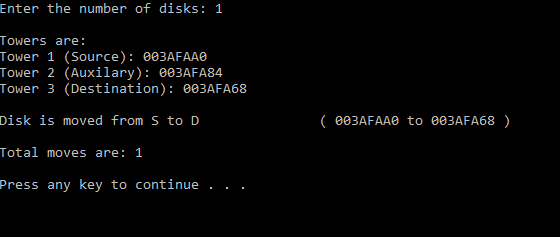 Enter the number of disks: 1
Towers are:
Tower 1 (Source): 003AFAA0
Tower 2 (Auxilary): 003AFA84
Tower 3 (Destination): 003AFA68
Disk is moved from S to D ( 003AFAA0 to 003AFA68 )
Total moves are: 1
Press any key to continue . . .